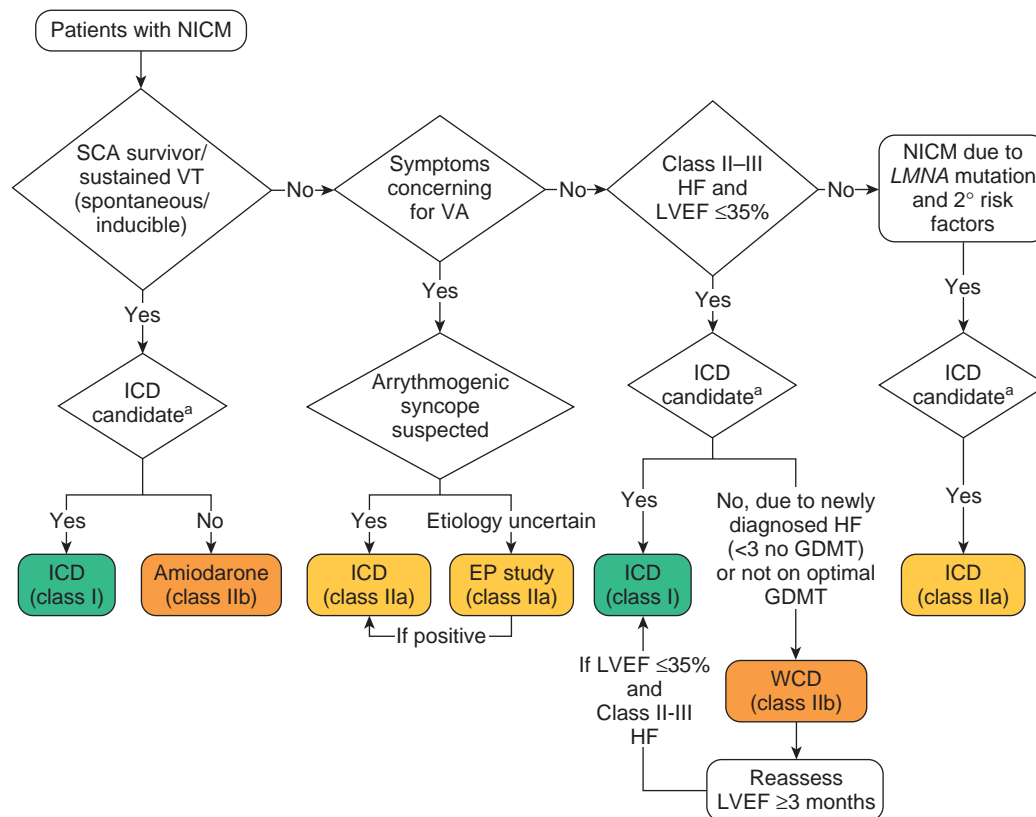 Patients with NICM
SCA survivor/
sustained VT
(spontaneous/
inducible)
No
Symptoms
concerning
for VA
No
Class II–III
HF and
LVEF ≤35%
No
NICM due to
LMNA mutation
and 2° risk
factors
Yes
Yes
Yes
Yes
ICD
candidateᵃ
Arrythmogenic
syncope
suspected
ICD
candidateᵃ
ICD
candidateᵃ
Yes
No
ICD
(class I)
Amiodarone
(class IIb)
Yes
Etiology uncertain
ICD
(class IIa)
EP study
(class IIa)
If positive
Yes
No, due to newly
diagnosed HF
(<3 no GDMT)
or not on optimal
GDMT
ICD
(class I)
Yes
ICD
(class IIa)
If LVEF ≤35%
and
Class II-III
HF
WCD
(class IIb)
Reassess
LVEF ≥3 months